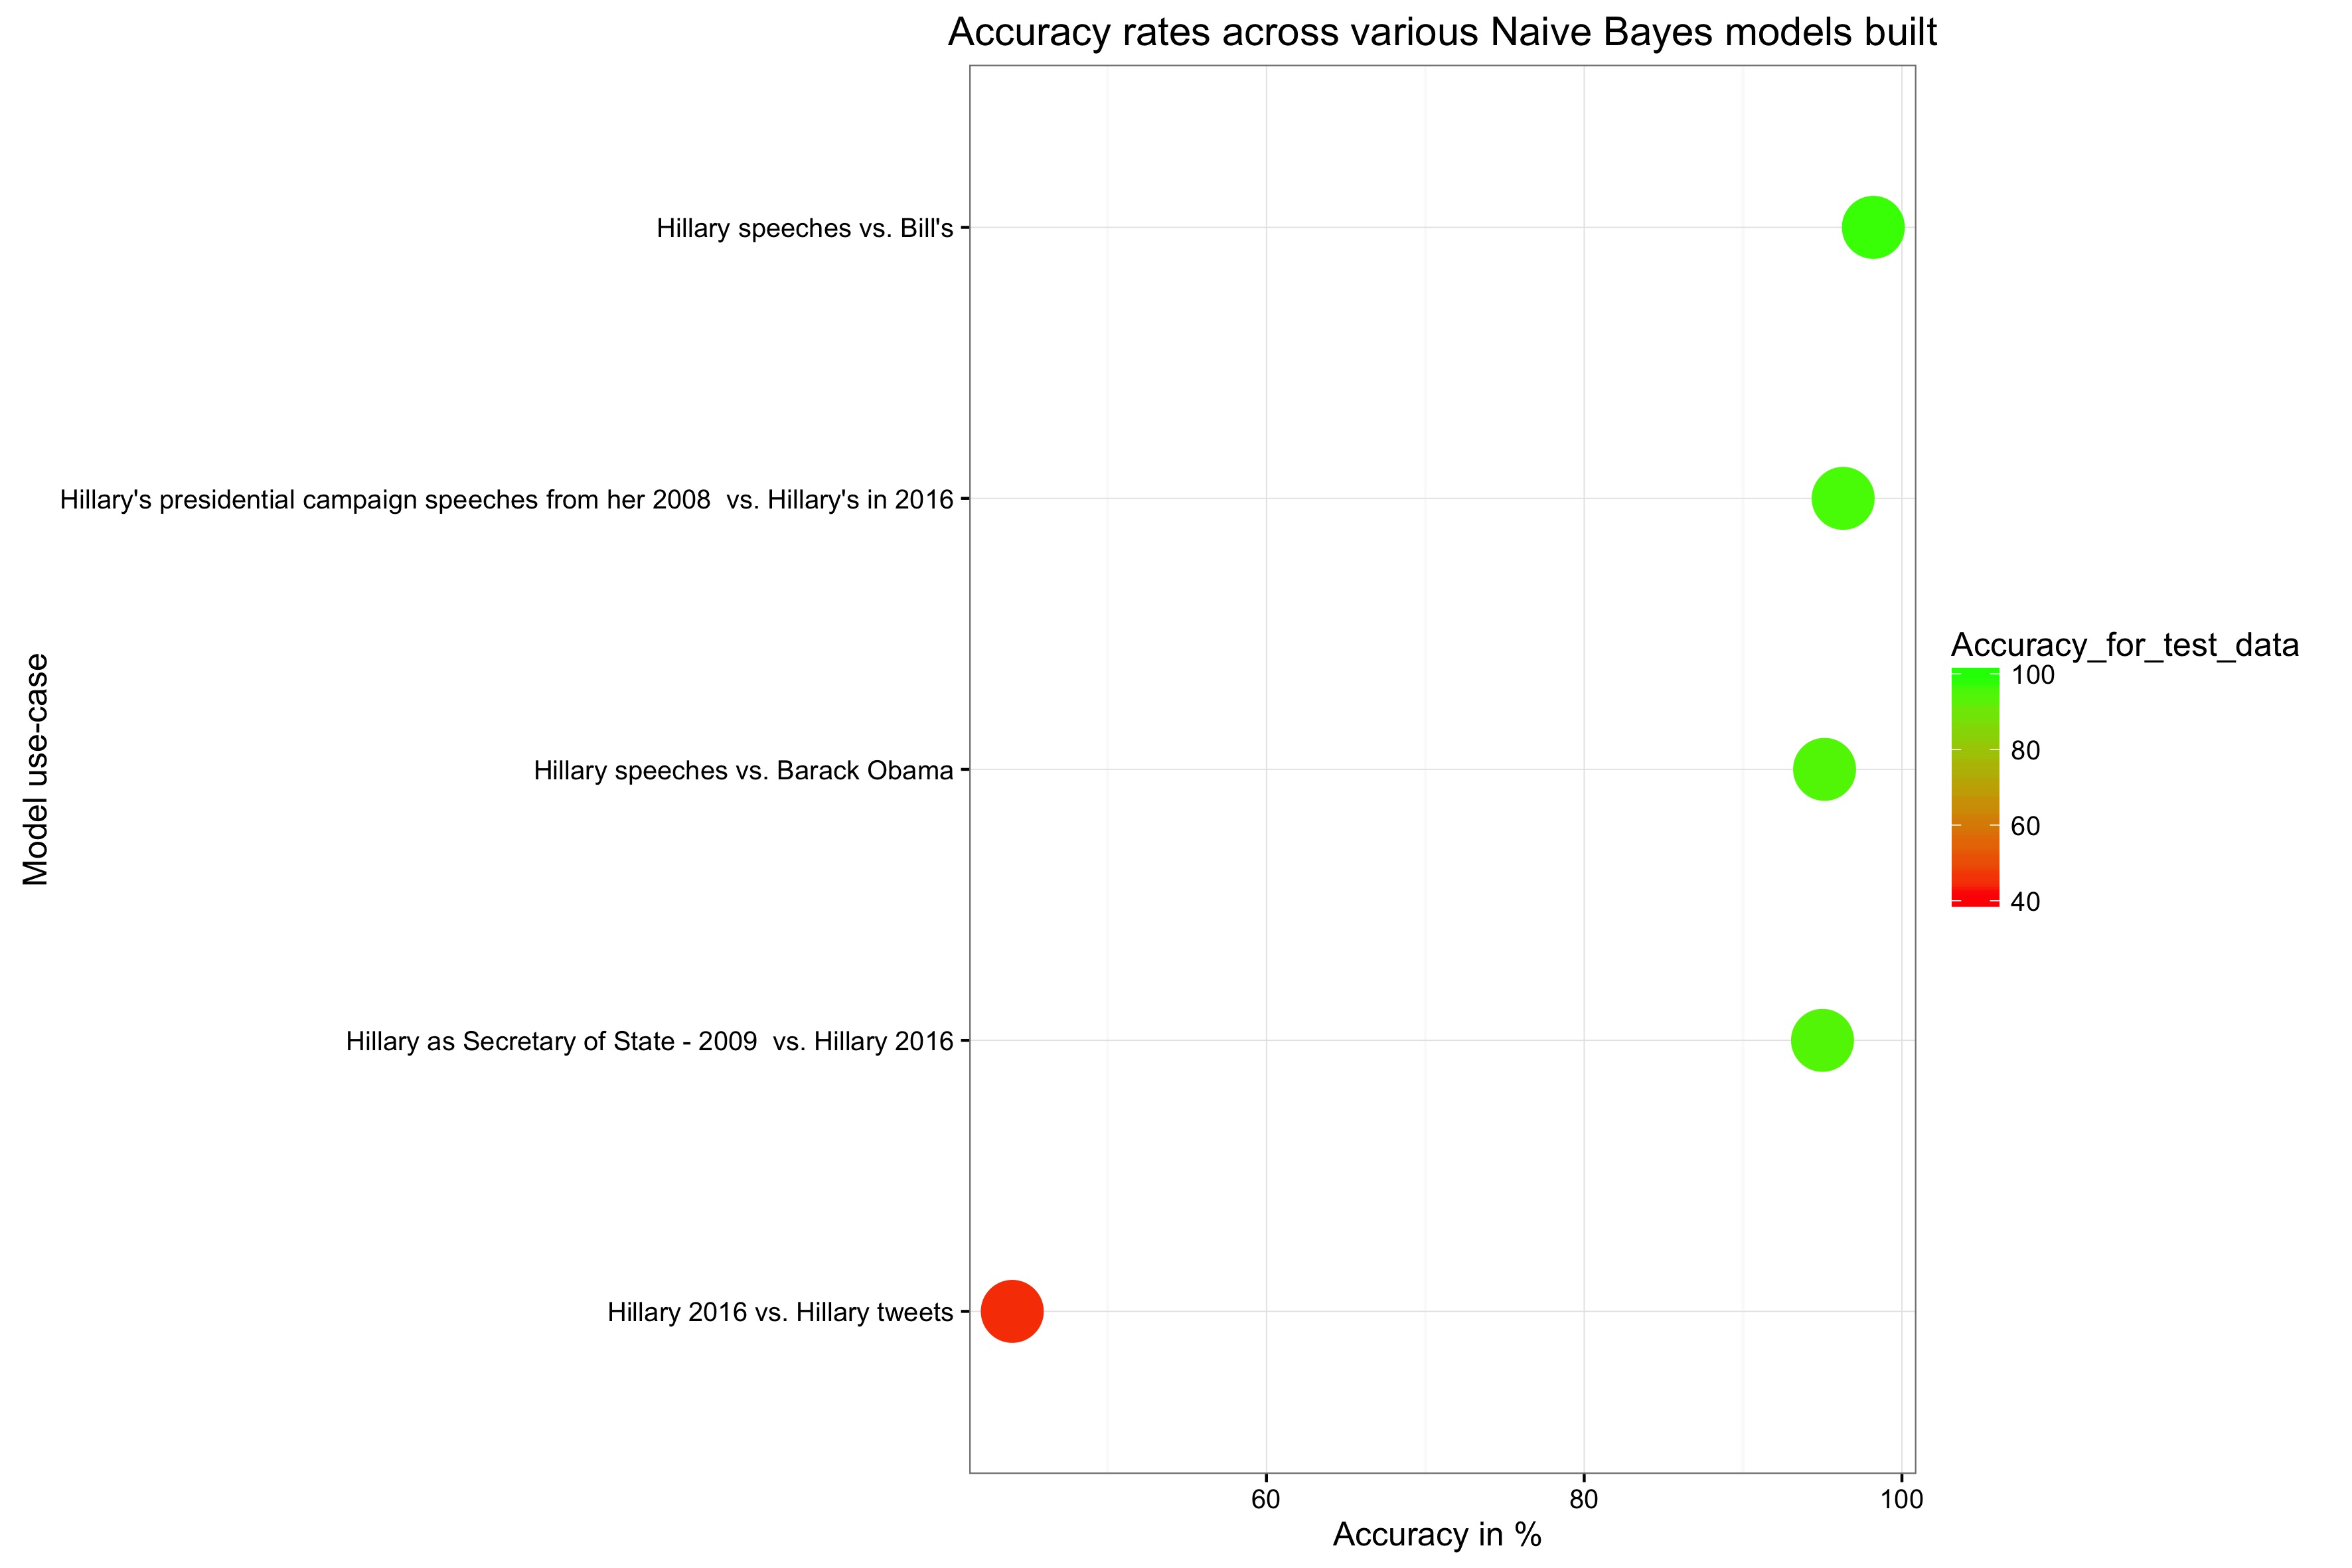 Accuracy rates across various Naive Bayes models built
Hillary speeches vs. Bill's
Hillary's presidential campaign speeches from her 2008  vs. Hillary's in 2016
Hillary speeches vs. Barack Obama
Hillary as Secretary of State - 2009  vs. Hillary 2016
Hillary 2016 vs. Hillary tweets
Model use-case
60
80
100
Accuracy in %
Accuracy_for_test_data
100
80
60
40